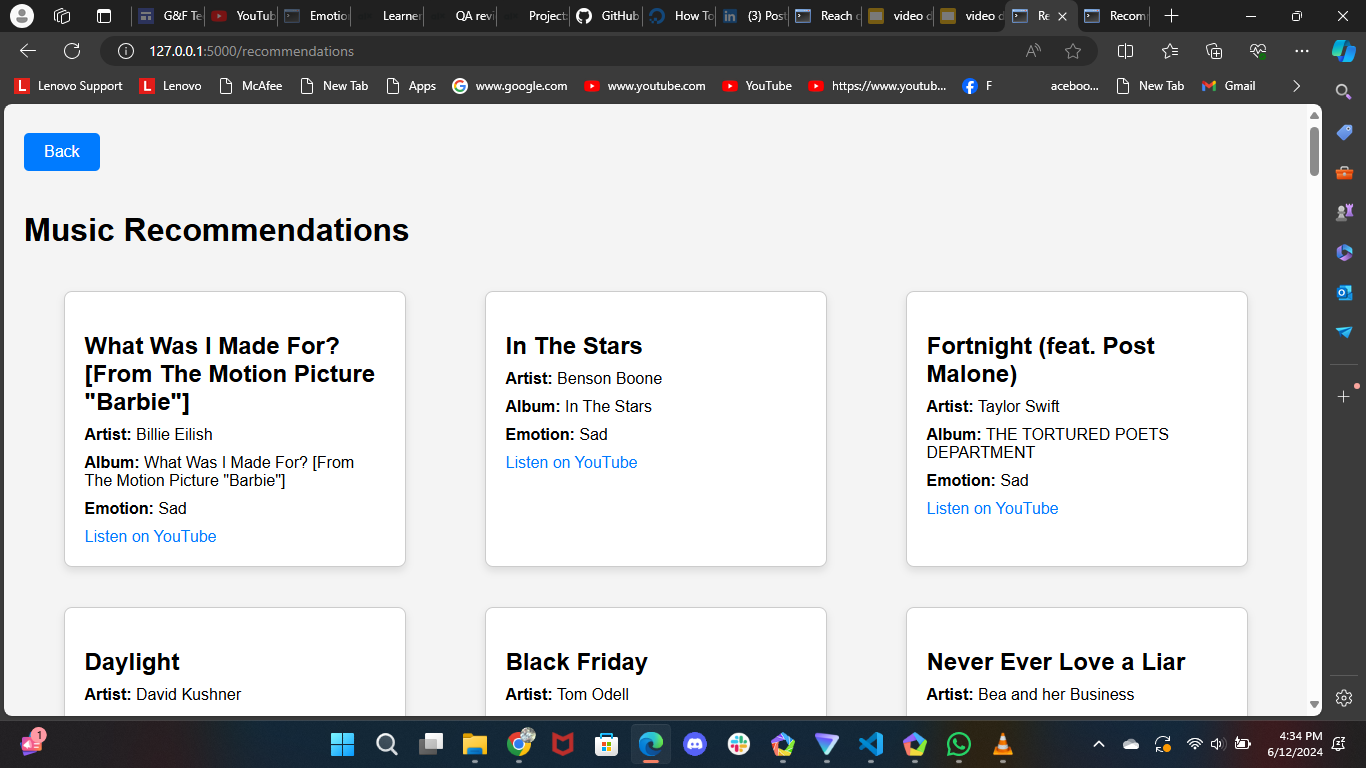 G&F Te
YouTub
Emotio
Learner
QA revi
Project:
GitHub
How To
(3) Post
Reach c
video d
video d
Re
Recom
127.0.0.1:5000/recommendations
Lenovo Support
Lenovo
McAfee
New Tab
Apps
www.google.com
www.youtube.com
YouTube
https://www.youtub...
F aceboo...
New Tab
Gmail
Back
Music Recommendations
What Was I Made For?
[From The Motion Picture
"Barbie"]
Artist: Billie Eilish
Album: What Was I Made For? [From
The Motion Picture "Barbie"]
Emotion: Sad
Listen on YouTube
In The Stars
Artist: Benson Boone
Album: In The Stars
Emotion: Sad
Listen on YouTube
Fortnight (feat. Post
Malone)
Artist: Taylor Swift
Album: THE TORTURED POETS
DEPARTMENT
Emotion: Sad
Listen on YouTube
Daylight
Artist: David Kushner
Black Friday
Artist: Tom Odell
Never Ever Love a Liar
Artist: Bea and her Business
1
4:34 PM
6/12/2024